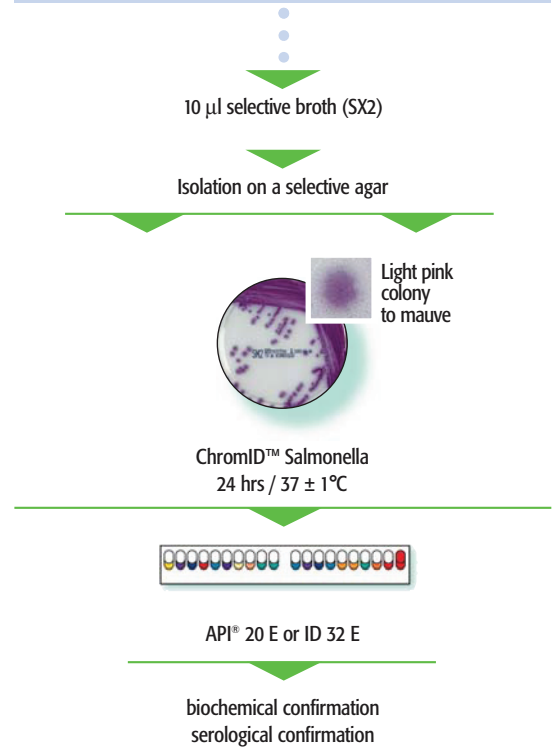 10 µl selective broth (SX2)
Isolation on a selective agar
Light pink
colony
to mauve
ChromID™ Salmonella
24 hrs / 37 ± 1°C
API® 20 E or ID 32 E
biochemical confirmation
serological confirmation